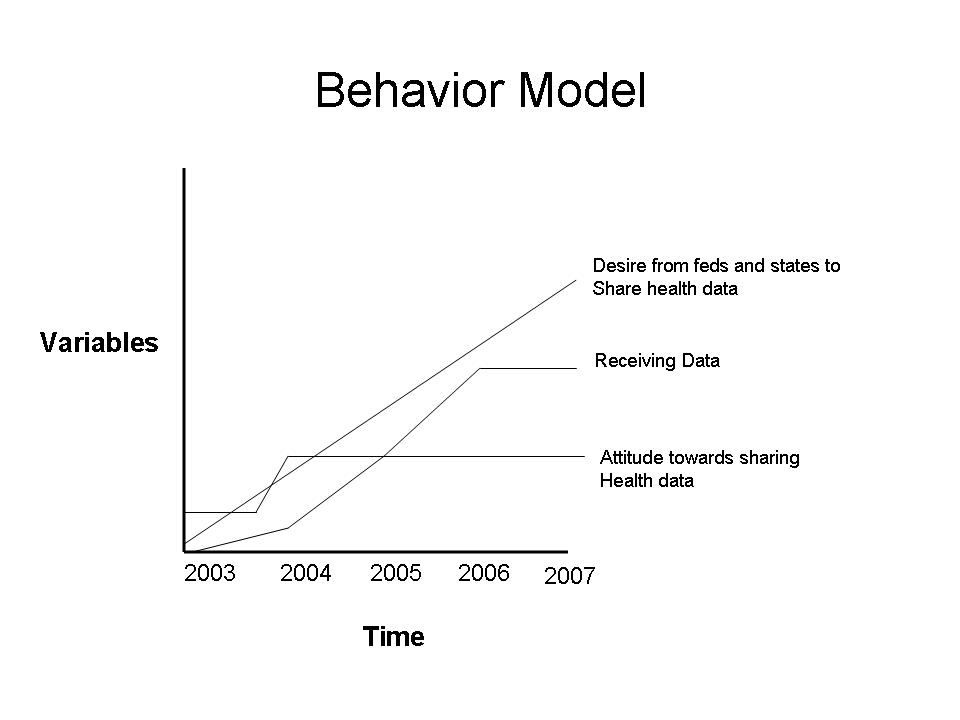 Behavior Model
Desire from feds and states to
Share health data
Variables
Receiving Data
Attitude towards sharing
Health data
2003 2004 2005 2006 2007
Time